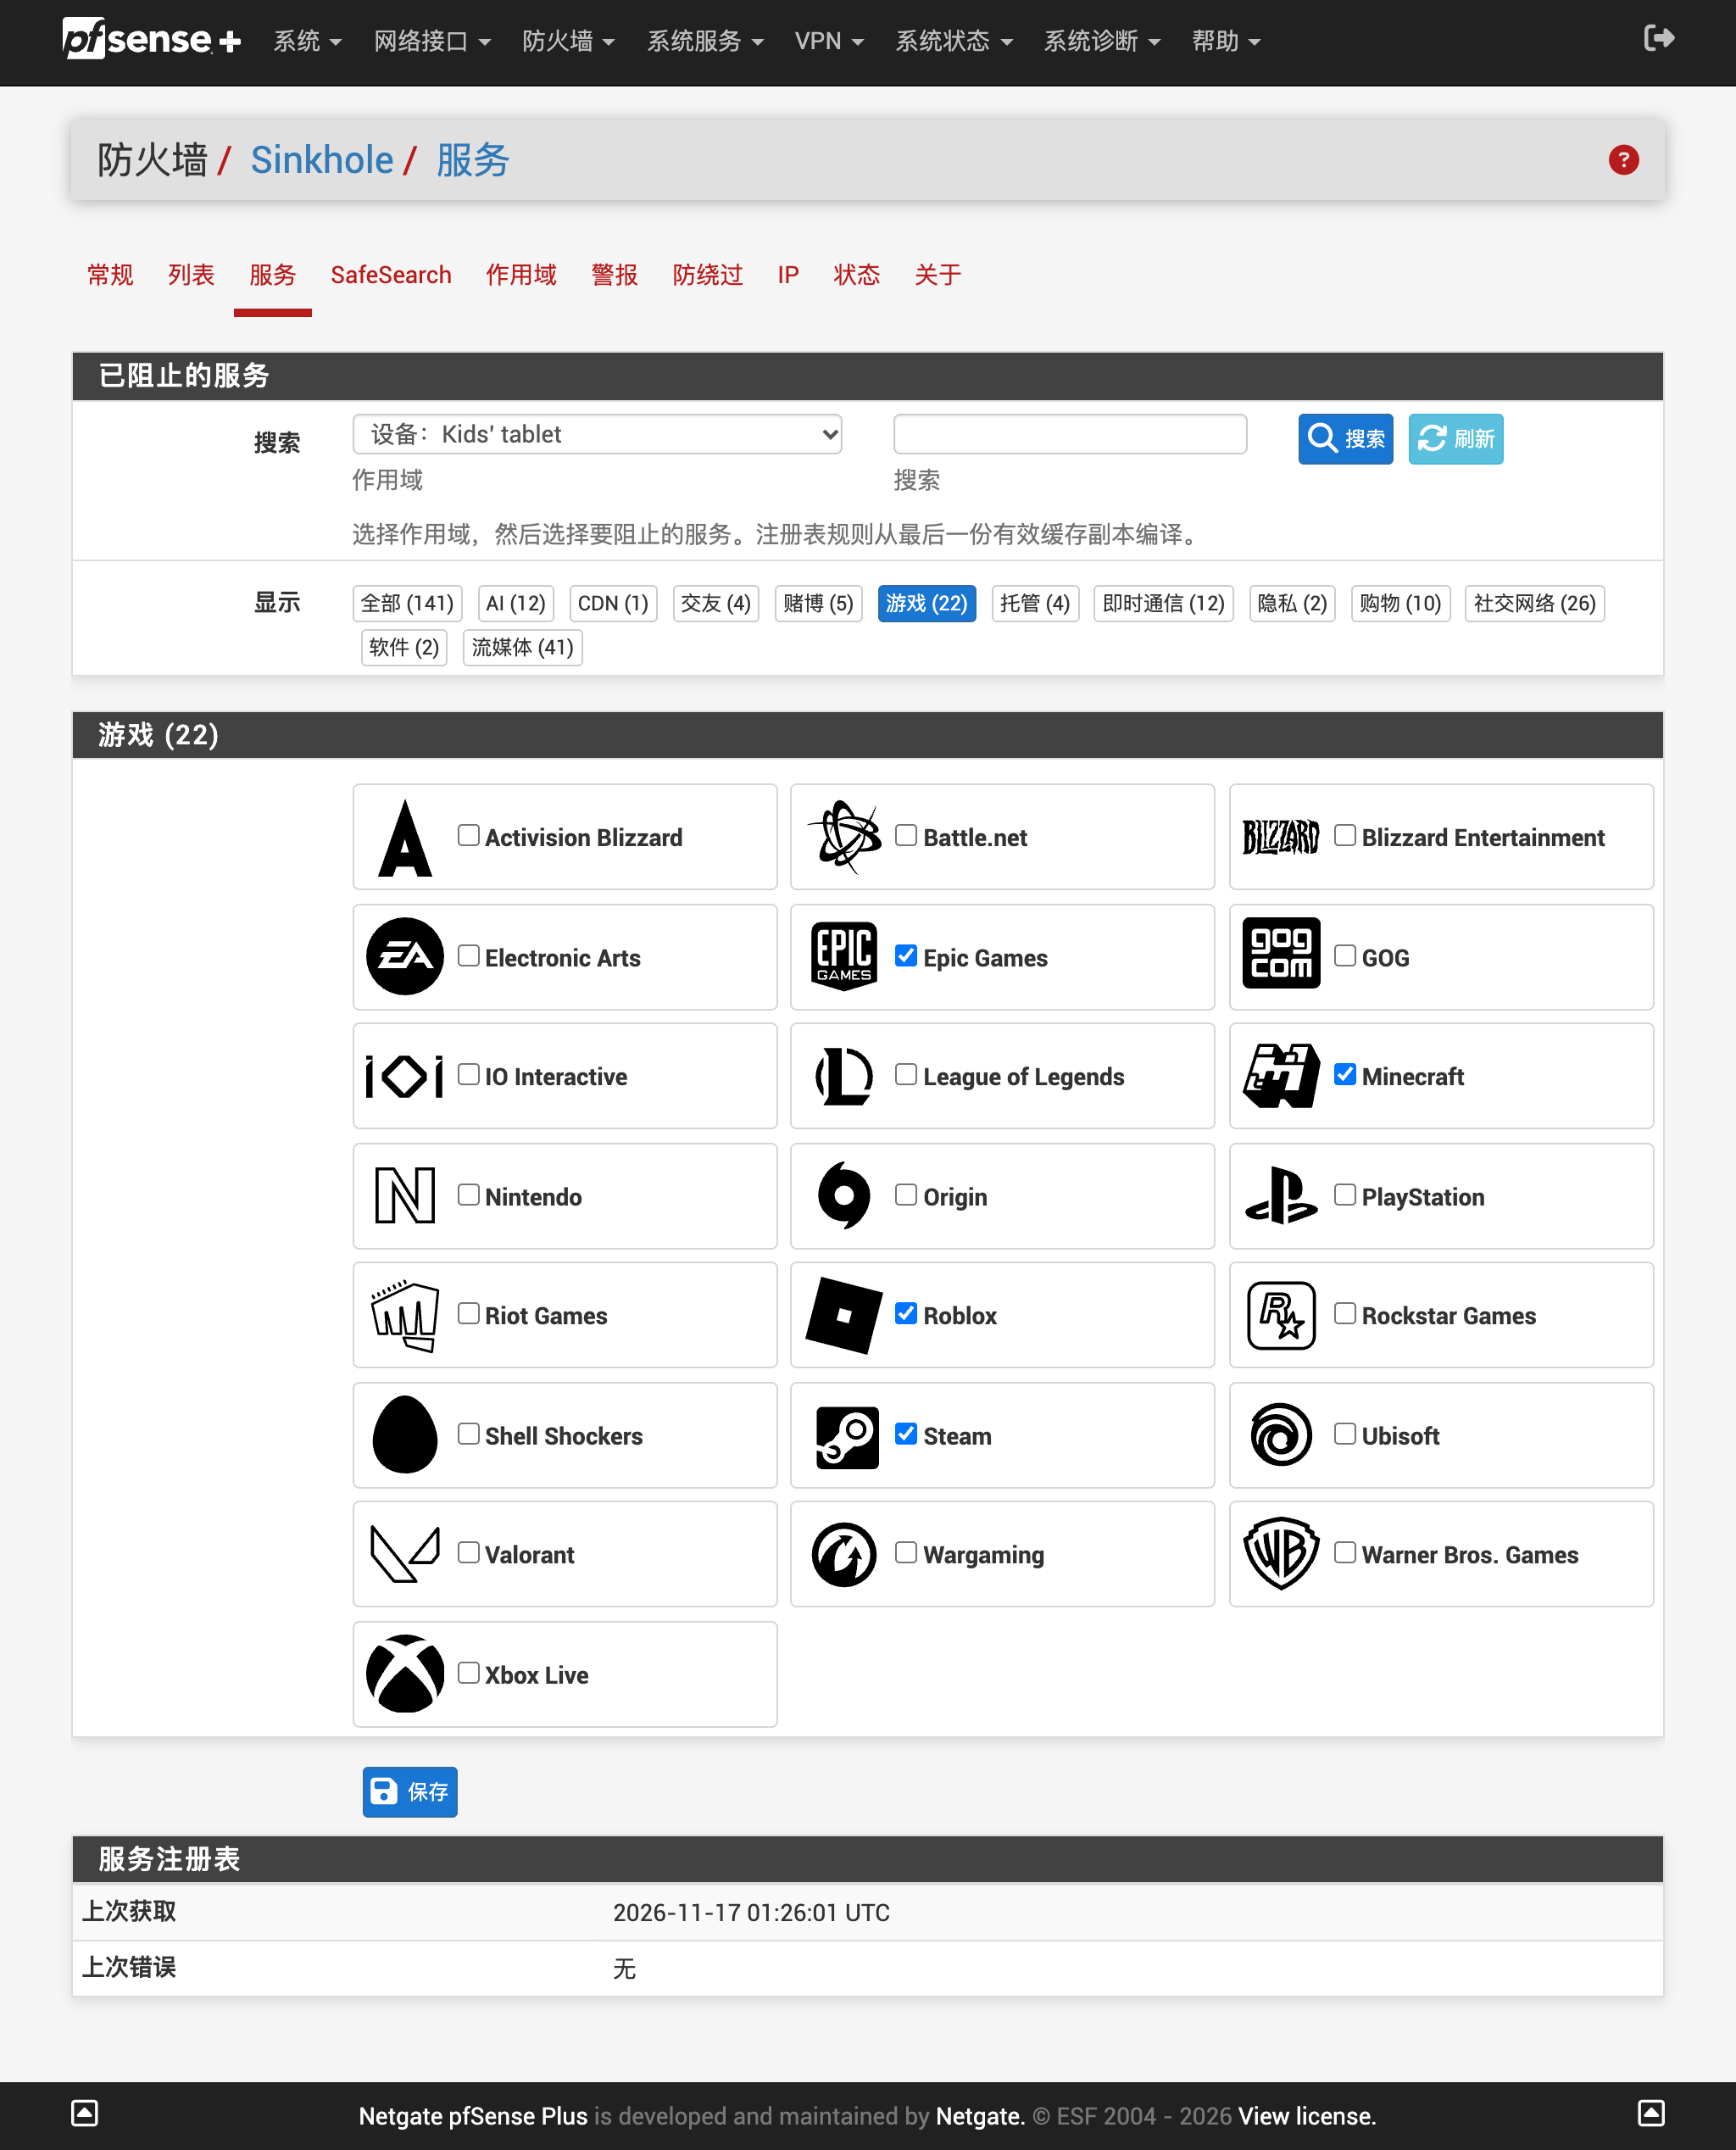 pfsense+ 系统 网络接口 防火墙 系统服务 VPN 系统状态 系统诊断 帮助
防火墙 / Sinkhole / 服务 ?
常规 列表 服务 SafeSearch 作用域 警报 防绕过 IP 状态 关于
已阻止的服务
搜索 设备：Kids' tablet 搜索 刷新
作用域 搜索
选择作用域，然后选择要阻止的服务。注册表规则从最后一份有效缓存副本编译。
显示 全部 (141) AI (12) CDN (1) 交友 (4) 赌博 (5) 游戏 (22) 托管 (4) 即时通信 (12) 隐私 (2) 购物 (10) 社交网络 (26)
软件 (2) 流媒体 (41)
游戏 (22)
Activision Blizzard Battle.net BLIZZARD Blizzard Entertainment
EA Electronic Arts EPIC GAMES Epic Games gog com GOG
IOI IO Interactive League of Legends Minecraft
Nintendo Origin PlayStation
Riot Games Roblox R Rockstar Games
Shell Shockers Steam Ubisoft
Valorant Wargaming WB Warner Bros. Games
Xbox Live
保存
服务注册表
上次获取 2026-11-17 01:26:01 UTC
上次错误 无
Netgate pfSense Plus is developed and maintained by Netgate. © ESF 2004 - 2026 View license.